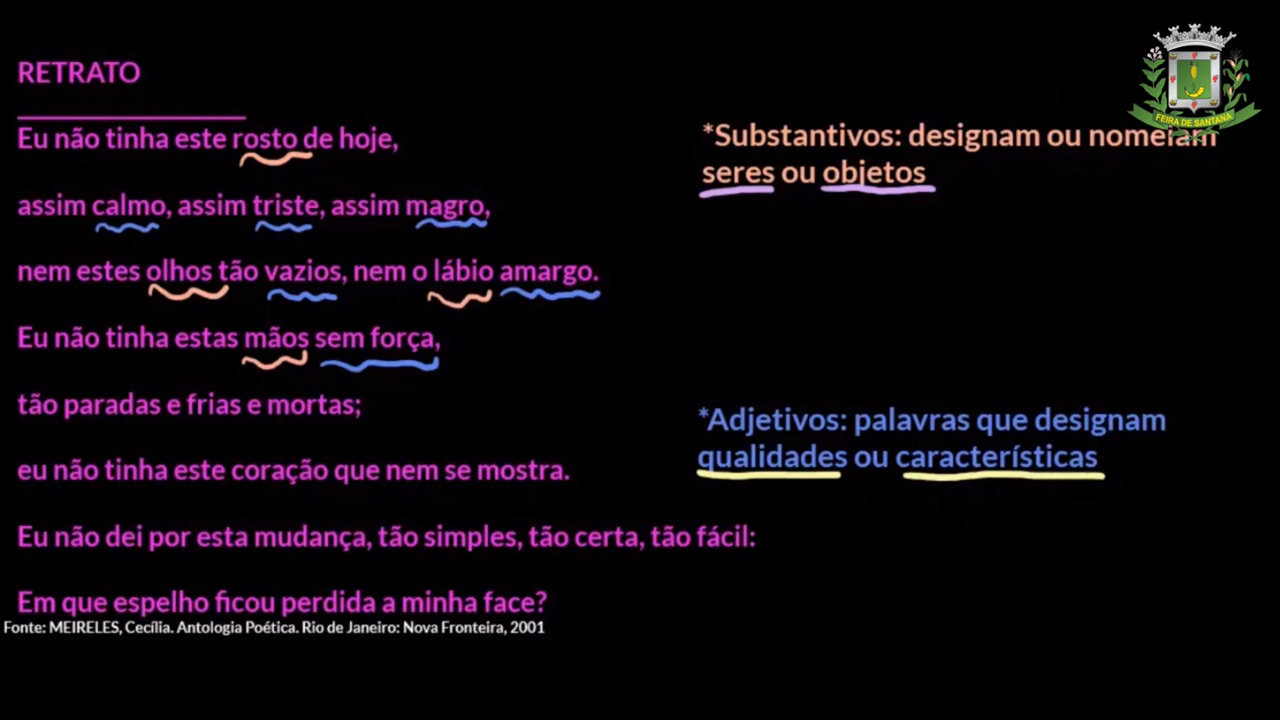 RETRATO
Eu não tinha este rosto de hoje,
assim calmo, assim triste, assim magro,
nem estes olhos tão vazios, nem o lábio amargo.
Eu não tinha estas mãos sem força,
tão paradas e frias e mortas;
eu não tinha este coração que nem se mostra.
Eu não dei por esta mudança, tão simples, tão certa, tão fácil:
Em que espelho ficou perdida a minha face?
Fonte: MEIRELES, Cecília. Antologia Poética. Rio de Janeiro: Nova Fronteira, 2001
FEIRA DE SANTANA
*Substantivos: designam ou nomeiam
seres ou objetos
*Adjetivos: palavras que designam
qualidades ou características